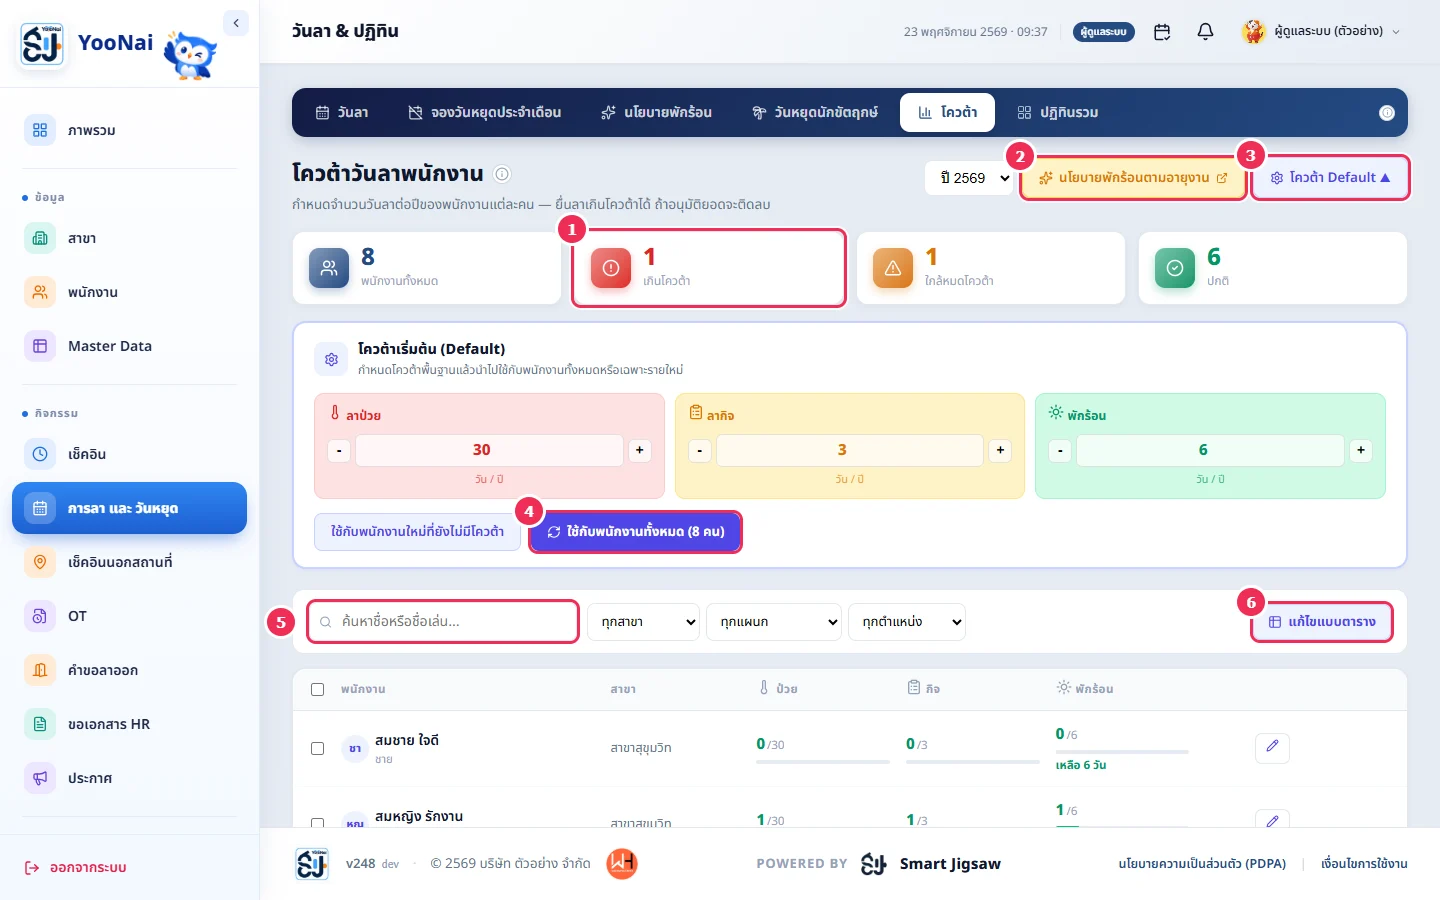 YooNai
วันลา & ปฏิทิน
23 พฤศจิกายน 2569 · 09:37
ผู้ดูแลระบบ
ผู้ดูแลระบบ (ตัวอย่าง)
ภาพรวม
ข้อมูล
สาขา
พนักงาน
Master Data
กิจกรรม
เช็คอิน
การลา และ วันหยุด
เช็คอินนอกสถานที่
OT
คำขอลาออก
ขอเอกสาร HR
ประกาศ
ออกจากระบบ
วันลา
จองวันหยุดประจำเดือน
นโยบายพักร้อน
วันหยุดนักขัตฤกษ์
โควต้า
ปฏิทินรวม
โควต้าวันลาพนักงาน
กำหนดจำนวนวันลาต่อปีของพนักงานแต่ละคน — ยื่นลาเกินโควต้าได้ ถ้าอนุมัติยอดจะติดลบ
ปี 2569
2
นโยบายพักร้อนตามอายุงาน
3
โควต้า Default ▲
8
พนักงานทั้งหมด
1
1
เกินโควต้า
1
ใกล้หมดโควต้า
6
ปกติ
โควต้าเริ่มต้น (Default)
กำหนดโควต้าพื้นฐานแล้วนำไปใช้กับพนักงานทั้งหมดหรือเฉพาะรายใหม่
ลาป่วย
- 30 +
วัน / ปี
ลากิจ
- 3 +
วัน / ปี
พักร้อน
- 6 +
วัน / ปี
ใช้กับพนักงานใหม่ที่ยังไม่มีโควต้า
4
ใช้กับพนักงานทั้งหมด (8 คน)
5
ค้นหาชื่อหรือชื่อเล่น...
ทุกสาขา
ทุกแผนก
ทุกตำแหน่ง
6
แก้ไขแบบตาราง
พนักงาน สาขา ป่วย กิจ พักร้อน
ชา
สมชาย ใจดี
ชาย
สาขาสุขุมวิท
0/30
0/3
0/6
เหลือ 6 วัน
หญ
สมหญิง รักงาน
สาขาสุขุมวิท
1/30
1/3
1/6
v248 dev · © 2569 บริษัท ตัวอย่าง จำกัด
POWERED BY Smart Jigsaw
นโยบายความเป็นส่วนตัว (PDPA) | เงื่อนไขการใช้งาน